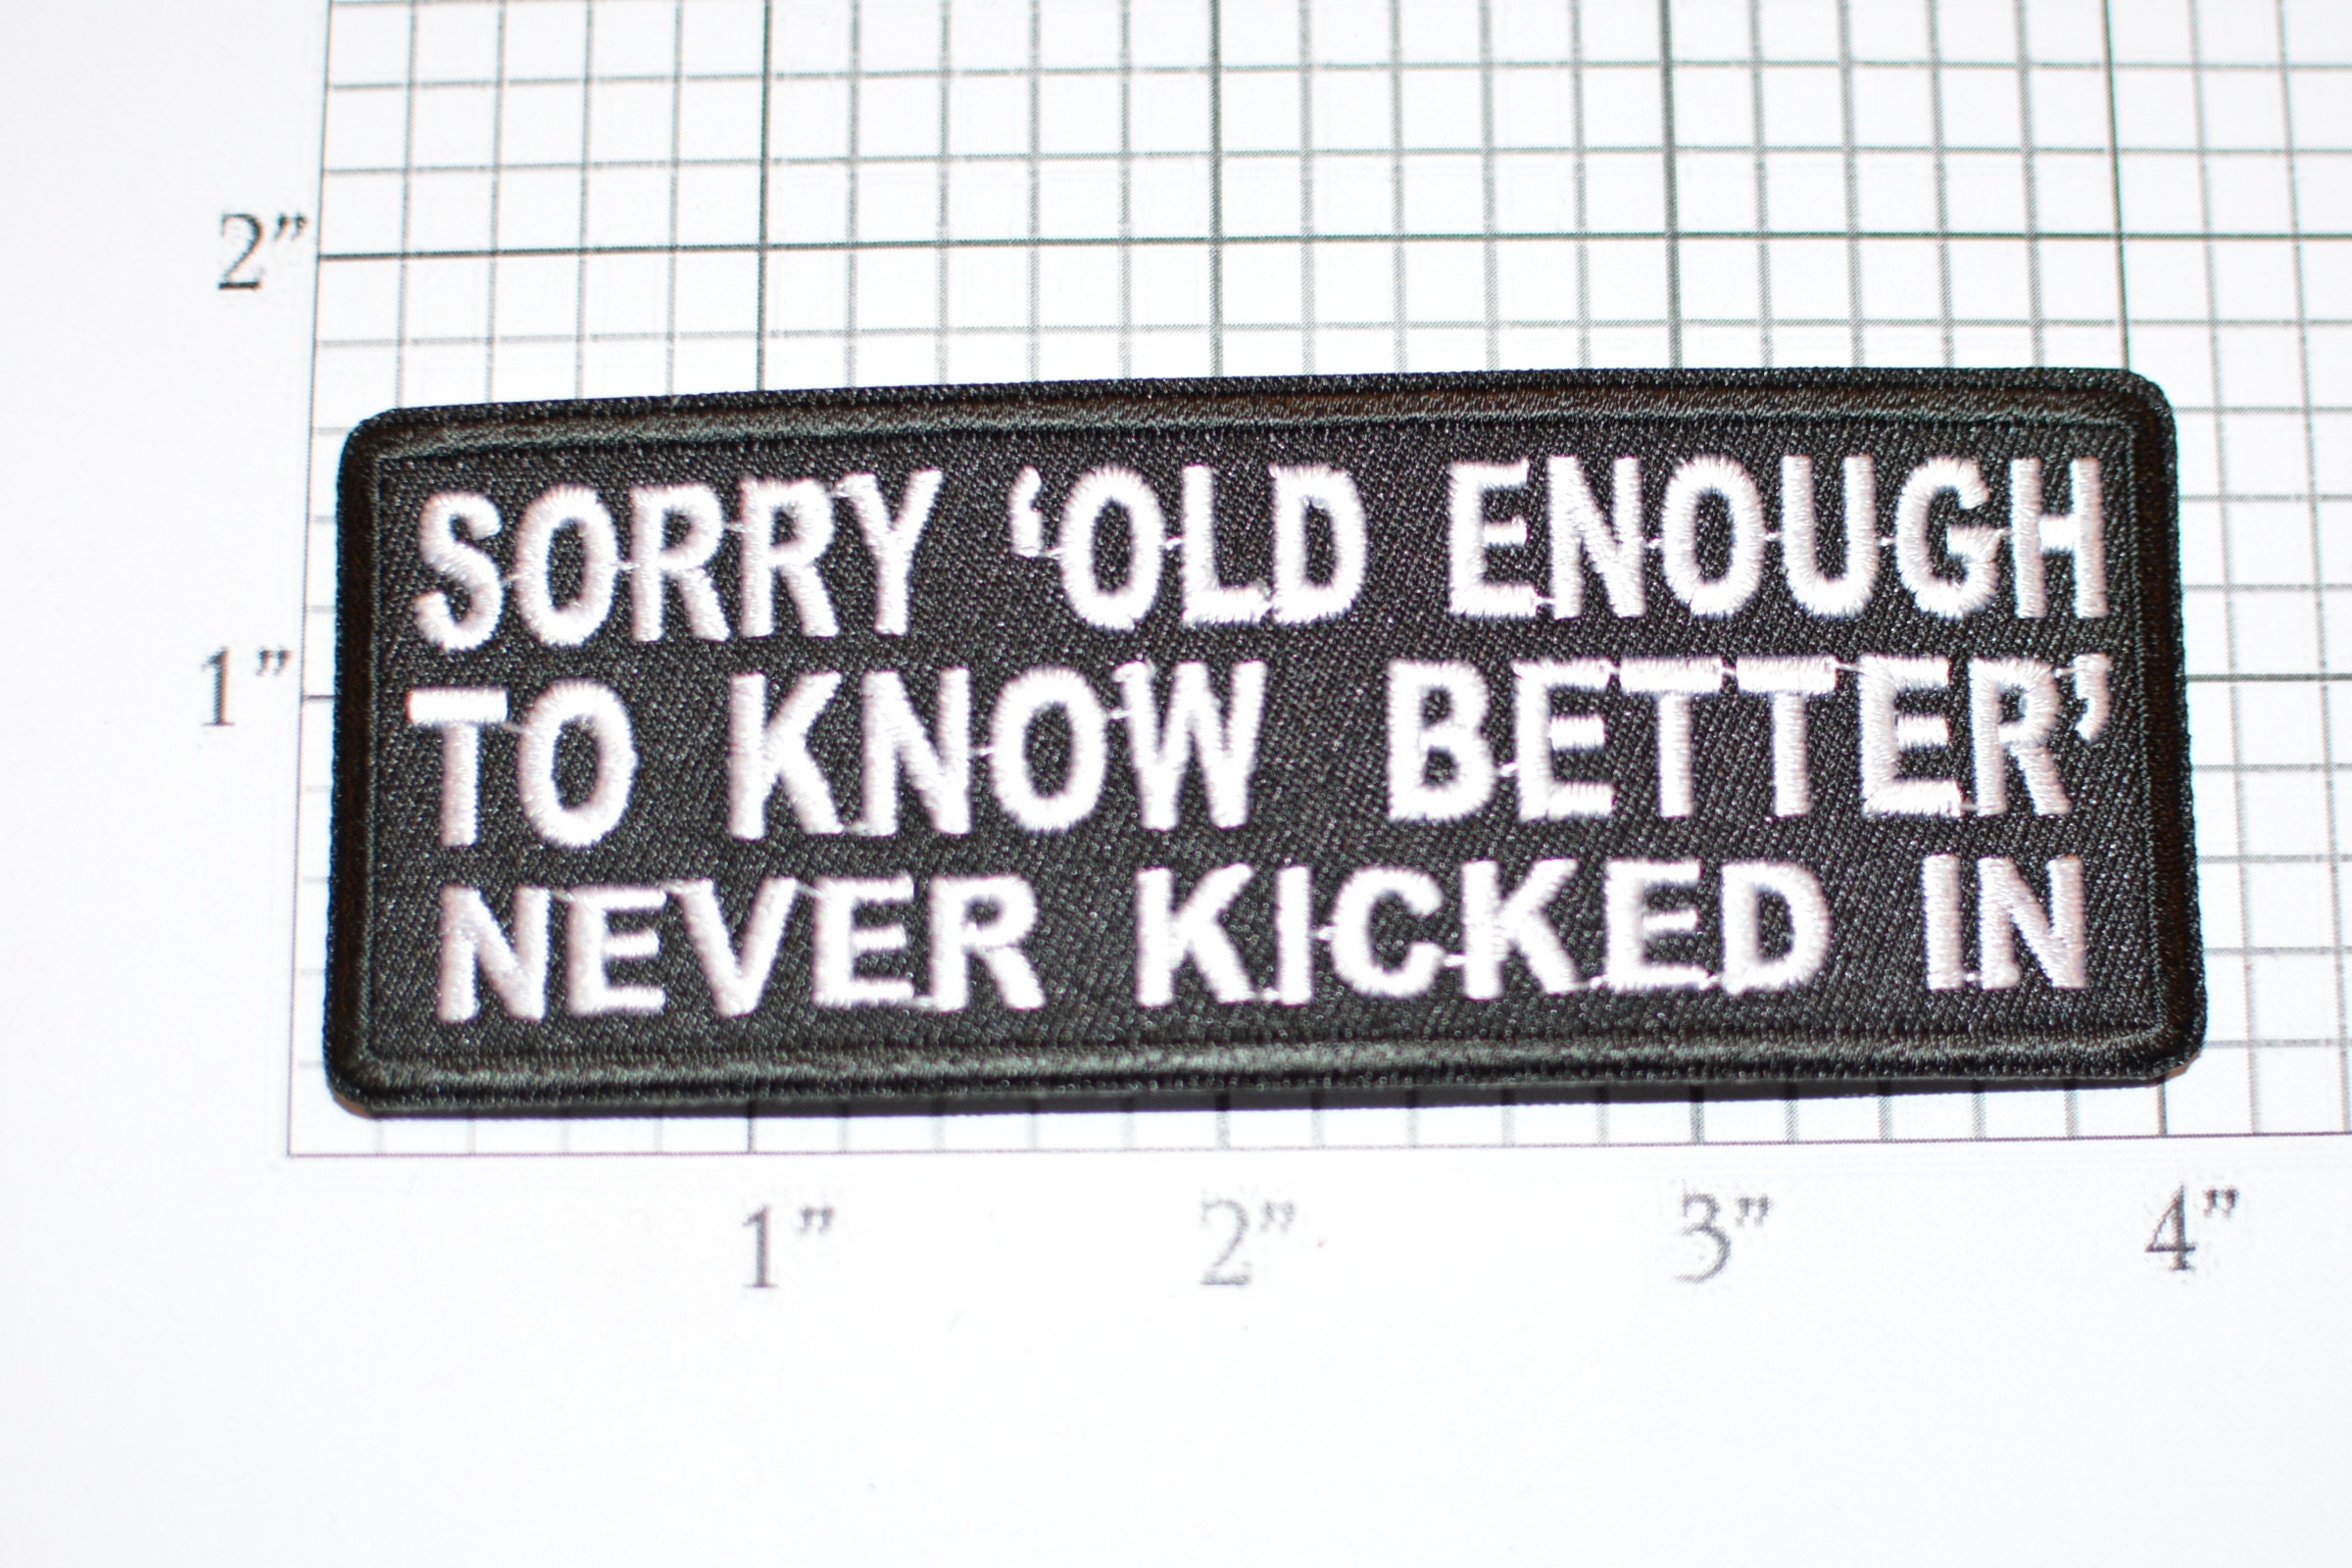 2”
SORRY ‘OLD ENOUGH
1”
TO KNOW BETTER’
NEVER KICKED IN
1” 2” 3” 4”